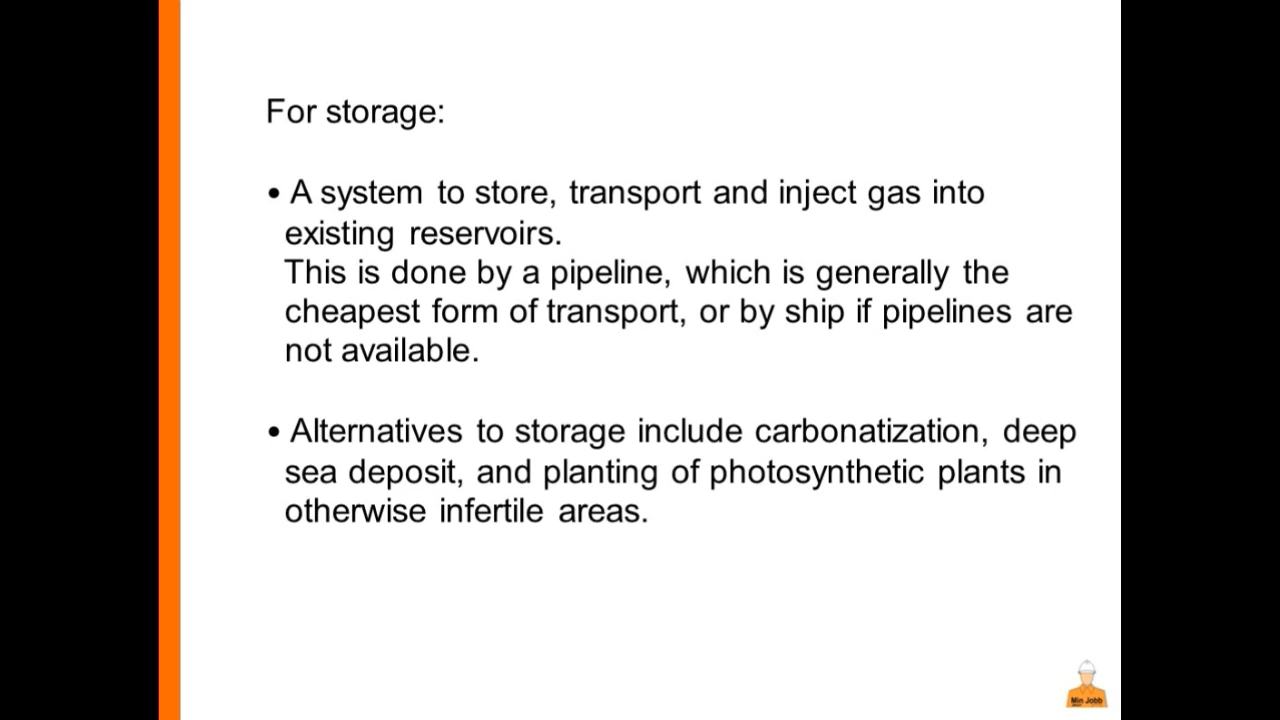 For storage:
• A system to store, transport and inject gas into
existing reservoirs.
This is done by a pipeline, which is generally the
cheapest form of transport, or by ship if pipelines are
not available.
• Alternatives to storage include carbonatization, deep
sea deposit, and planting of photosynthetic plants in
otherwise infertile areas.
Min Jobb